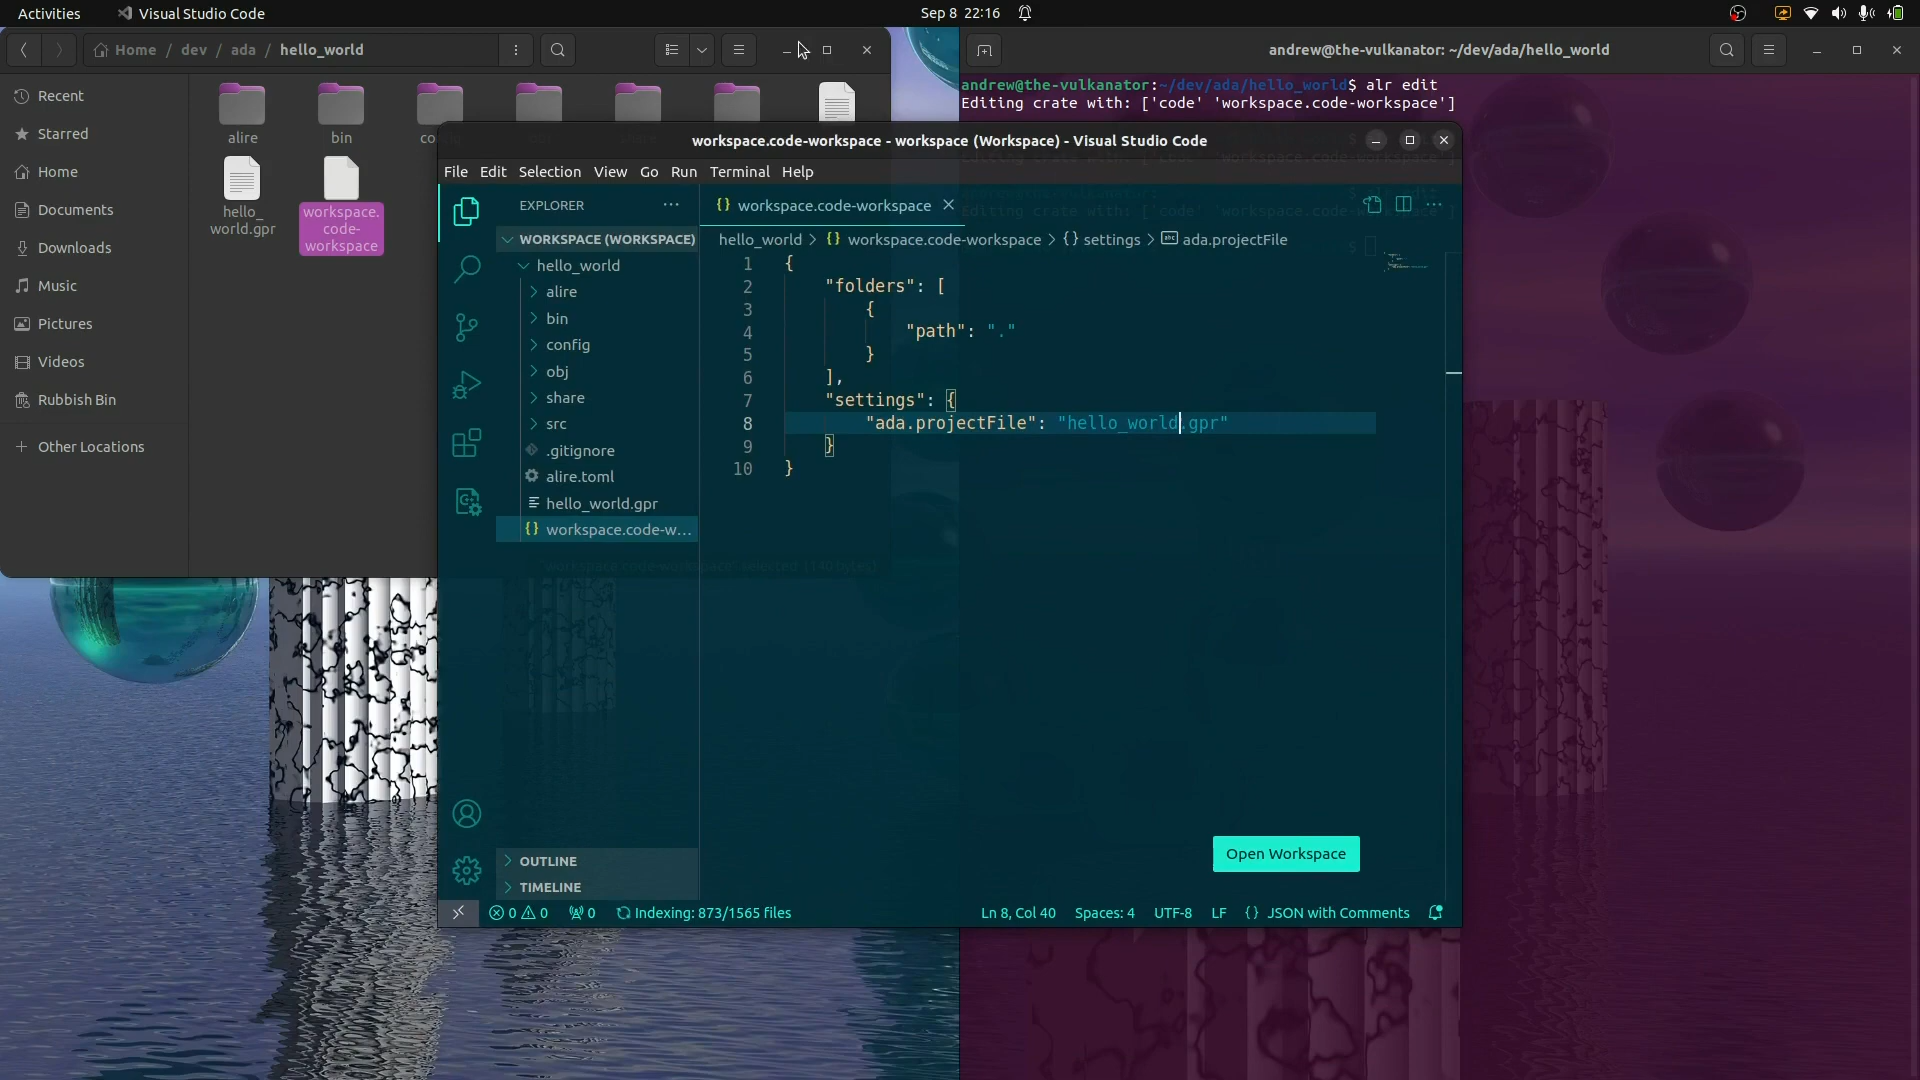 Activities
Visual Studio Code
Sep 8 22:16
Home / dev / ada / hello_world
Recent
Starred
Home
Documents
Downloads
Music
Pictures
Videos
Rubbish Bin
Other Locations
alire
bin
hello_
world.gpr
workspace.
code-
workspace
andrew@the-vulkanator: ~/dev/ada/hello_world
andrew@the-vulkanator:~/dev/ada/hello_world$ alr edit
Editing crate with: ['code' 'workspace.code-workspace']
workspace.code-workspace - workspace (Workspace) - Visual Studio Code
File Edit Selection View Go Run Terminal Help
EXPLORER
WORKSPACE (WORKSPACE)
hello_world
alire
bin
config
obj
share
src
.gitignore
alire.toml
hello_world.gpr
workspace.code-w...
OUTLINE
TIMELINE
workspace.code-workspace
hello_world > {} workspace.code-workspace > {} settings > ada.projectFile
1 {
2 "folders": [
3 {
4 "path": "."
5 }
6 ],
7 "settings": {
8 "ada.projectFile": "hello_world.gpr"
9 }
10 }
Open Workspace
0 0 0 Indexing: 873/1565 files
Ln 8, Col 40 Spaces: 4 UTF-8 LF {} JSON with Comments